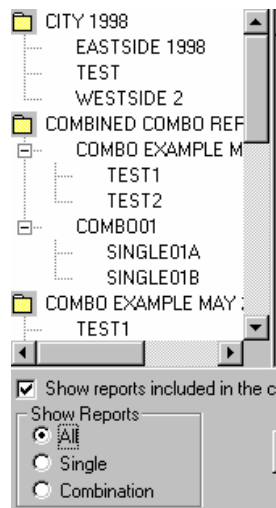 CITY 1998
EASTSIDE 1998
TEST
WESTSIDE 2
COMBINED COMBO REF
COMBO EXAMPLE M
TEST1
TEST2
COMBO01
SINGLE01A
SINGLE01B
COMBO EXAMPLE MAY
TEST1
Show reports included in the c
Show Reports
All
Single
Combination